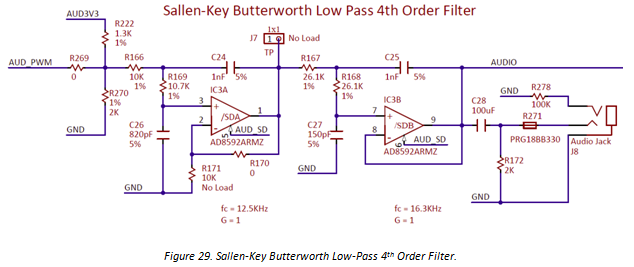 Sallen-Key Butterworth Low Pass 4th Order Filter
AUD3V3
R222
1.3K
1%
AUD_PWM
R269
0
R166
10K
1%
R270
1%
2K
GND
R169
10.7K
1%
C24
1nF
5%
J7
1x1
1
No Load
TP
IC3A
3
2
1
5
/SDA
AUD_SD
AD8592ARMZ
C26
820pF
5%
R170
0
R171
10K
No Load
GND
fc = 12.5KHz
G = 1
R167
26.1K
1%
R168
26.1K
1%
C25
1nF
5%
IC3B
7
8
9
6
/SDB
AUD_SD
AD8592ARMZ
C27
150pF
5%
GND
fc = 16.3KHz
G = 1
AUDIO
GND
R278
100K
C28
100uF
R271
PRG18BB330
R172
2K
GND
Audio Jack
J8
Figure 29. Sallen-Key Butterworth Low-Pass 4th Order Filter.